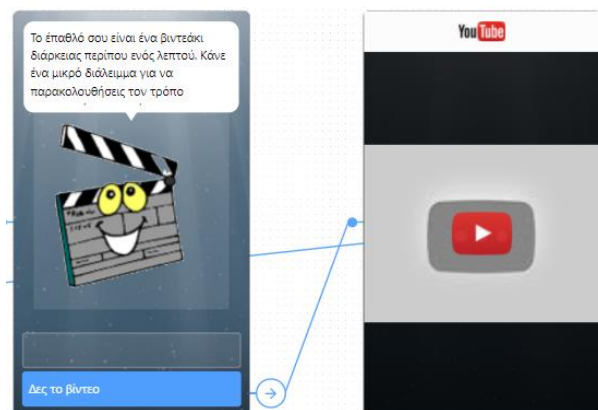 Το έπαθλό σου είναι ένα βιντεάκι
διάρκειας περίπου ενός λεπτού. Κάνε
ένα μικρό διάλειμμα για να
παρακολουθήσεις τον τρόπο
Δες το βίντεο
YouTube